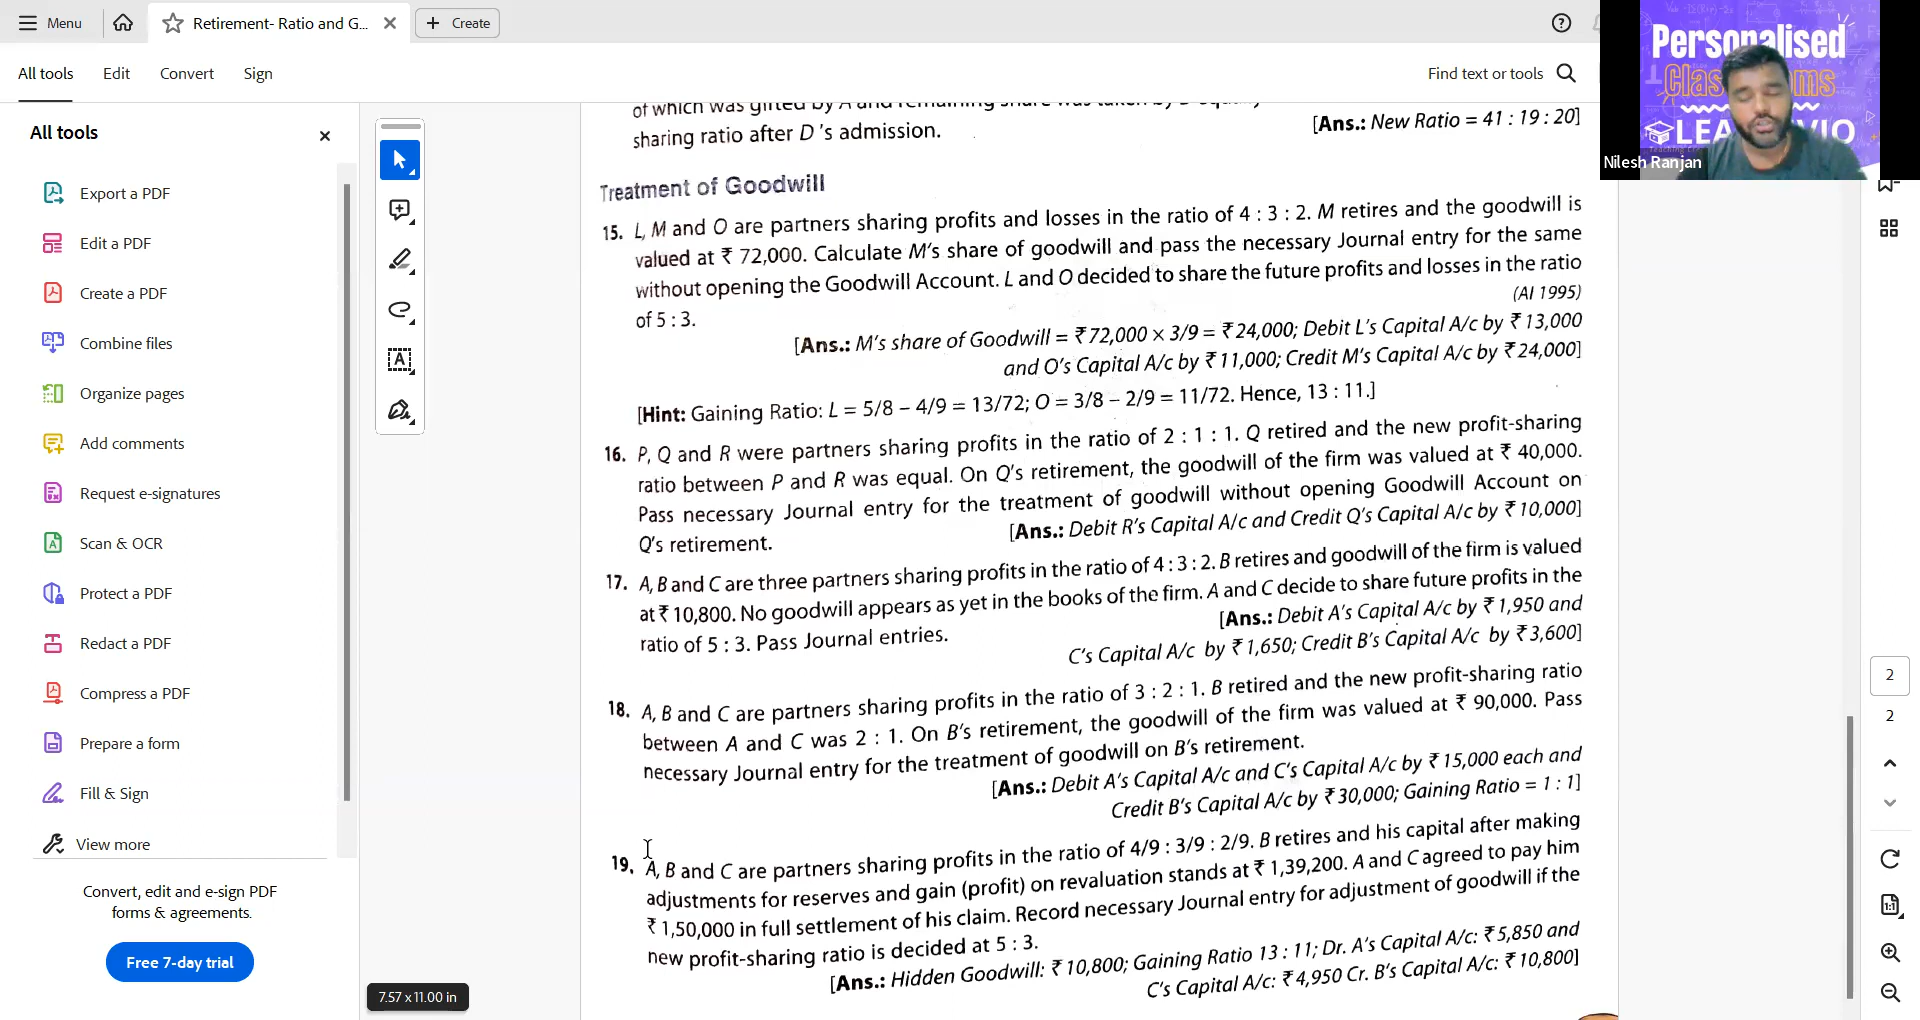 Menu
Retirement- Ratio and G...
Create
All tools
Edit
Convert
Sign
Find text or tools
Personalised
Nilesh Ranjan
All tools
Export a PDF
Edit a PDF
Create a PDF
Combine files
Organize pages
Add comments
Request e-signatures
Scan & OCR
Protect a PDF
Redact a PDF
Compress a PDF
Prepare a form
Fill & Sign
View more
Convert, edit and e-sign PDF
forms & agreements.
Free 7-day trial
7.57 x 11.00 in
of which was gifted by A and remaining share was taken by D
sharing ratio after D's admission.
[Ans.: New Ratio = 41 : 19 : 20]
Treatment of Goodwill
15. L, M and O are partners sharing profits and losses in the ratio of 4 : 3 : 2. M retires and the goodwill is
valued at ₹ 72,000. Calculate M's share of goodwill and pass the necessary Journal entry for the same
without opening the Goodwill Account. L and O decided to share the future profits and losses in the ratio
of 5 : 3.
(AI 1995)
[Ans.: M's share of Goodwill = ₹ 72,000 × 3/9 = ₹ 24,000; Debit L's Capital A/c by ₹ 13,000
and O's Capital A/c by ₹ 11,000; Credit M's Capital A/c by ₹ 24,000]
[Hint: Gaining Ratio: L = 5/8 – 4/9 = 13/72; O = 3/8 – 2/9 = 11/72. Hence, 13 : 11.]
16. P, Q and R were partners sharing profits in the ratio of 2 : 1 : 1. Q retired and the new profit-sharing
ratio between P and R was equal. On Q's retirement, the goodwill of the firm was valued at ₹ 40,000.
Pass necessary Journal entry for the treatment of goodwill without opening Goodwill Account on
Q's retirement.
[Ans.: Debit R's Capital A/c and Credit Q's Capital A/c by ₹ 10,000]
17. A, B and C are three partners sharing profits in the ratio of 4 : 3 : 2. B retires and goodwill of the firm is valued
at ₹ 10,800. No goodwill appears as yet in the books of the firm. A and C decide to share future profits in the
ratio of 5 : 3. Pass Journal entries.
[Ans.: Debit A's Capital A/c by ₹ 1,950 and
C's Capital A/c by ₹ 1,650; Credit B's Capital A/c by ₹ 3,600]
18. A, B and C are partners sharing profits in the ratio of 3 : 2 : 1. B retired and the new profit-sharing ratio
between A and C was 2 : 1. On B's retirement, the goodwill of the firm was valued at ₹ 90,000. Pass
necessary Journal entry for the treatment of goodwill on B's retirement.
[Ans.: Debit A's Capital A/c and C's Capital A/c by ₹ 15,000 each and
Credit B's Capital A/c by ₹ 30,000; Gaining Ratio = 1 : 1]
19. A, B and C are partners sharing profits in the ratio of 4/9 : 3/9 : 2/9. B retires and his capital after making
adjustments for reserves and gain (profit) on revaluation stands at ₹ 1,39,200. A and C agreed to pay him
₹ 1,50,000 in full settlement of his claim. Record necessary Journal entry for adjustment of goodwill if the
new profit-sharing ratio is decided at 5 : 3.
[Ans.: Hidden Goodwill: ₹ 10,800; Gaining Ratio 13 : 11; Dr. A's Capital A/c: ₹ 5,850 and
C's Capital A/c: ₹ 4,950 Cr. B's Capital A/c: ₹ 10,800]
2
2
1:1